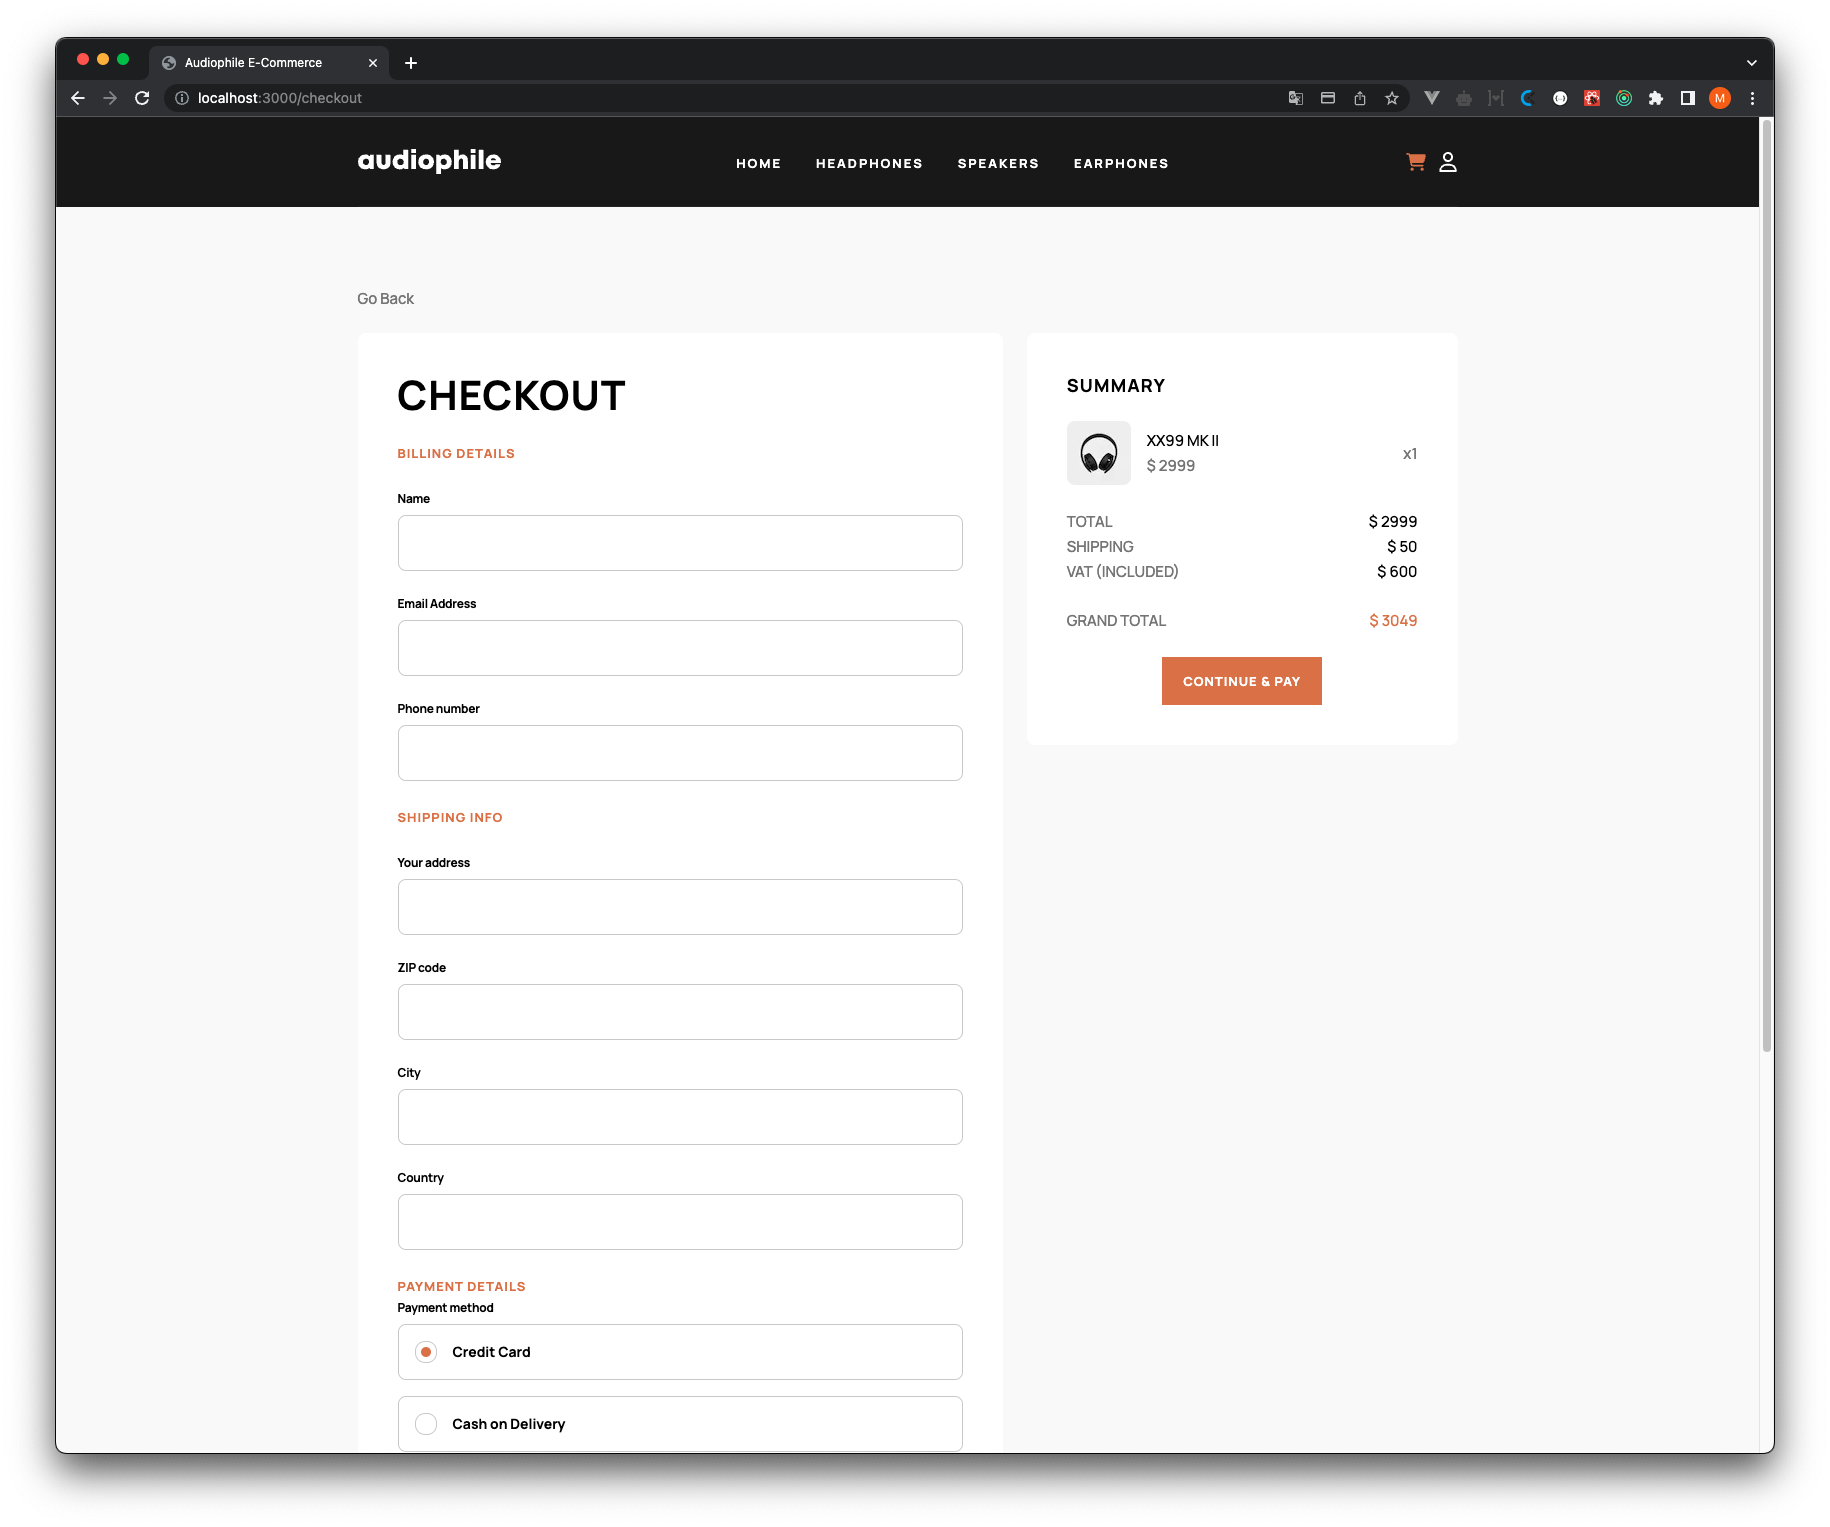 Audiophile E-Commerce
localhost:3000/checkout
M
audiophile
HOME HEADPHONES SPEAKERS EARPHONES
Go Back
CHECKOUT
BILLING DETAILS
Name
Email Address
Phone number
SHIPPING INFO
Your address
ZIP code
City
Country
PAYMENT DETAILS
Payment method
Credit Card
Cash on Delivery
SUMMARY
XX99 MK II
$ 2999
x1
TOTAL $ 2999
SHIPPING $ 50
VAT (INCLUDED) $ 600
GRAND TOTAL $ 3049
CONTINUE & PAY